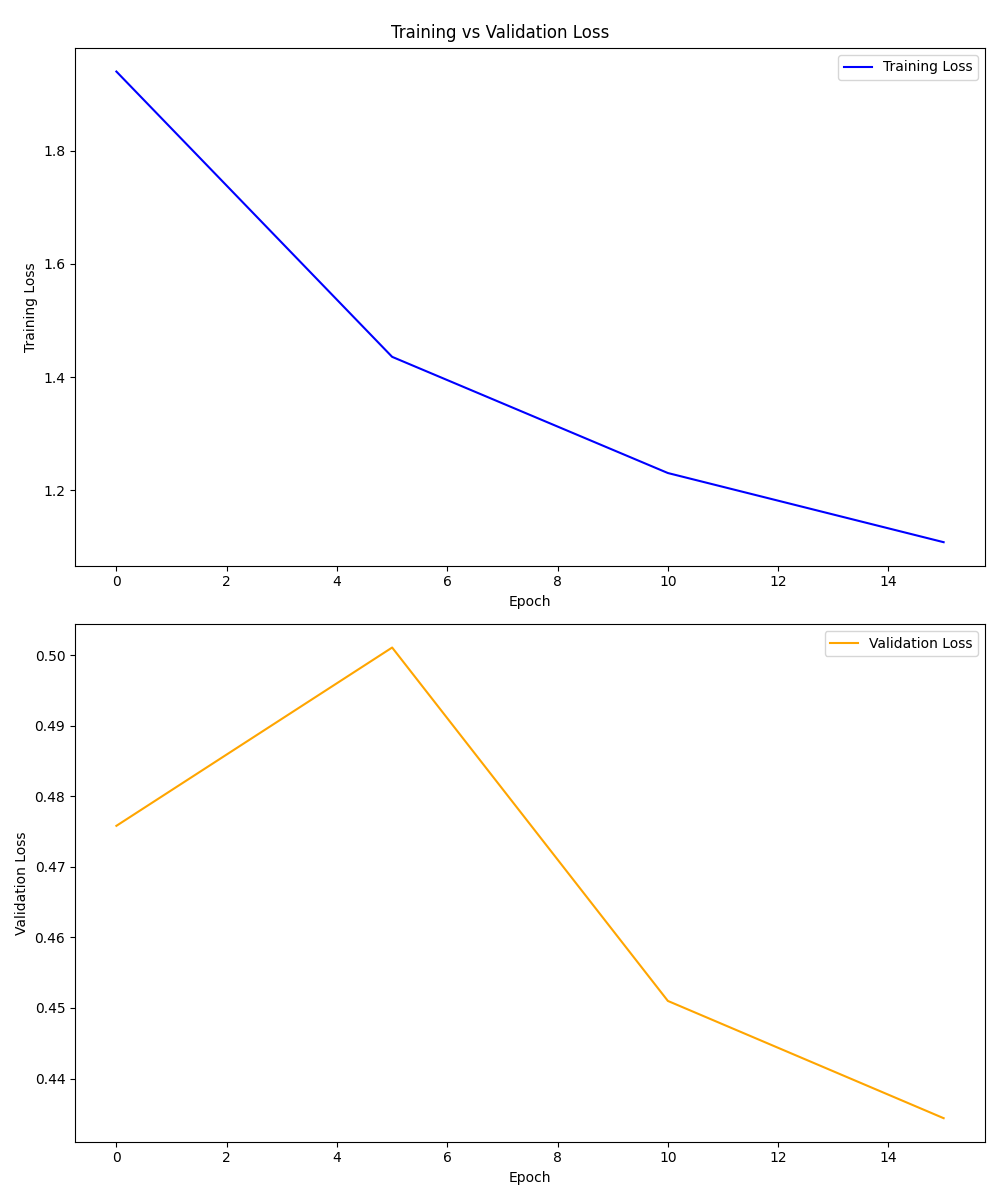 Training vs Validation Loss
Training Loss
1.8
1.6
1.4
1.2
Training Loss
0 2 4 6 8 10 12 14
Epoch
Validation Loss
0.50
0.49
0.48
0.47
0.46
0.45
0.44
Validation Loss
0 2 4 6 8 10 12 14
Epoch